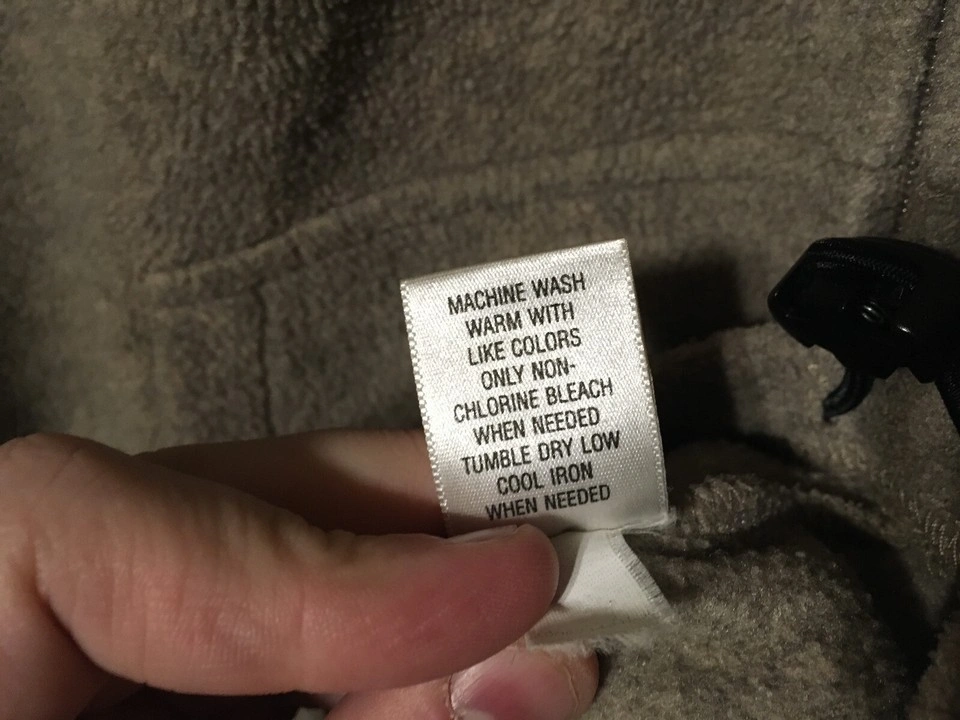 MACHINE WASH
WARM WITH
LIKE COLORS
ONLY NON-
CHLORINE BLEACH
WHEN NEEDED
TUMBLE DRY LOW
COOL IRON
WHEN NEEDED